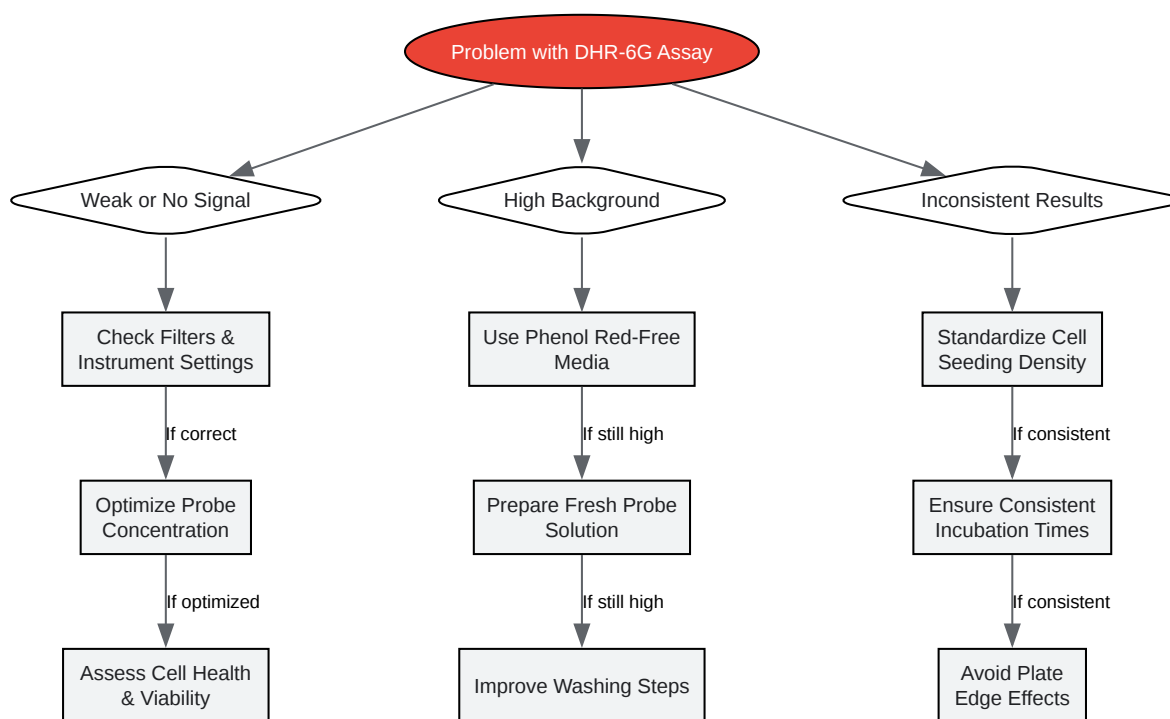 Problem with DHR-6G Assay
Weak or No Signal
High Background
Inconsistent Results
Check Filters &
Instrument Settings
Use Phenol Red-Free
Media
Standardize Cell
Seeding Density
If correct
If still high
If consistent
Optimize Probe
Concentration
Prepare Fresh Probe
Solution
Ensure Consistent
Incubation Times
If optimized
If still high
If consistent
Assess Cell Health
& Viability
Improve Washing Steps
Avoid Plate
Edge Effects